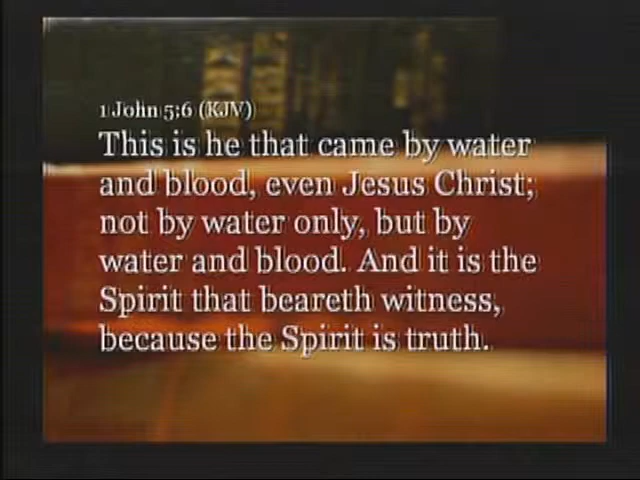 1 John 5:6 (KJV)
This is he that came by water
and blood, even Jesus Christ;
not by water only, but by
water and blood. And it is the
Spirit that beareth witness,
because the Spirit is truth.